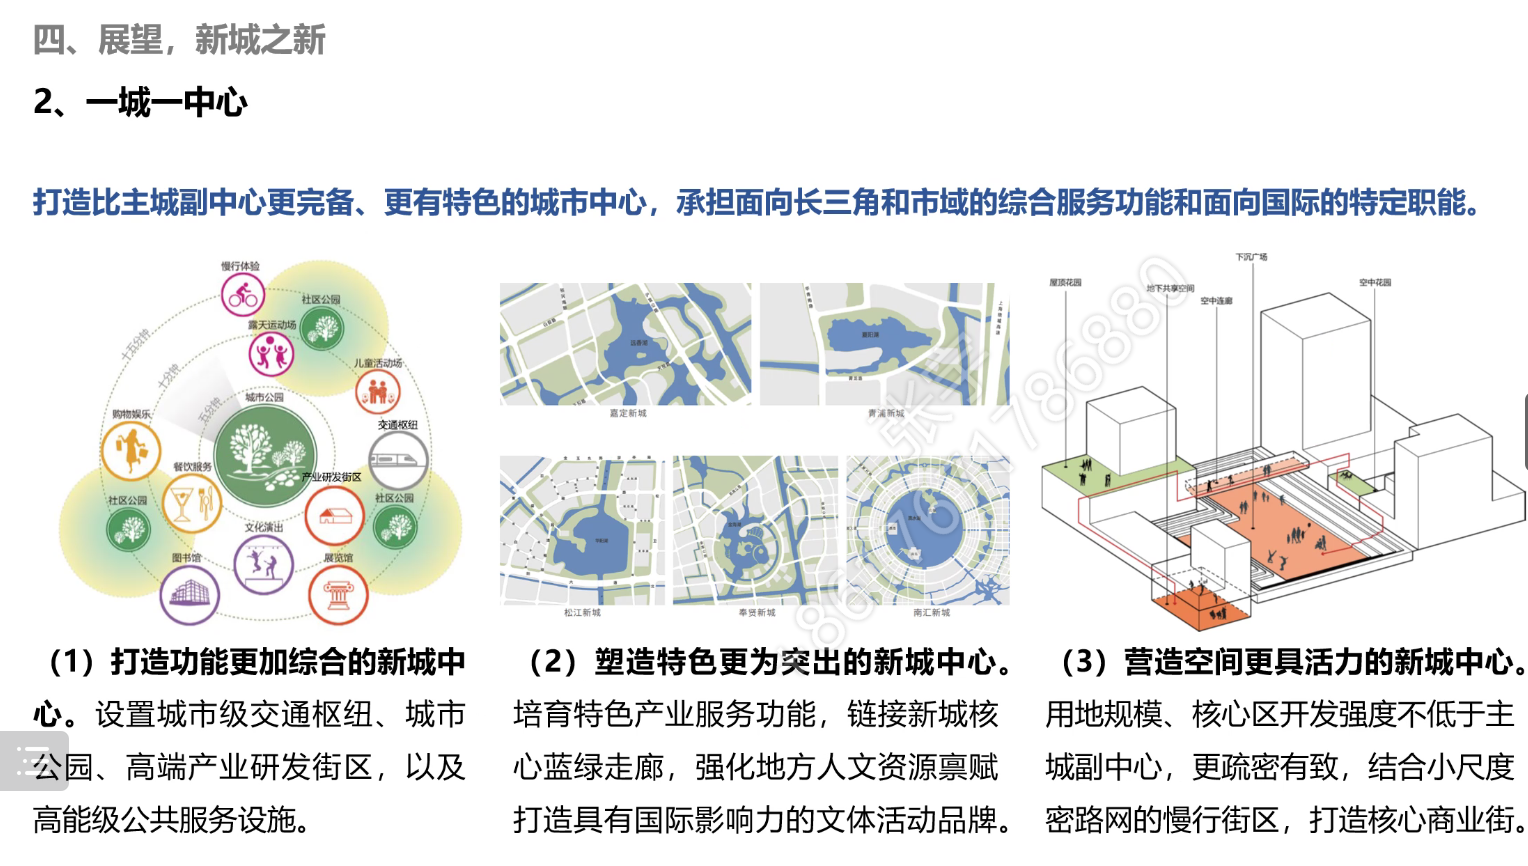 四、展望，新城之新
2、一城一中心
打造比主城副中心更完备、更有特色的城市中心，承担面向长三角和市域的综合服务功能和面向国际的特定职能。
慢行体验
社区公园
露天运动场
十五分钟
十分钟
五分钟
儿童活动场
城市公园
购物娱乐
交通枢纽
餐饮服务
产业研发街区
社区公园
社区公园
文化演出
图书馆
展览馆
嘉定新城
青浦新城
松江新城
奉贤新城
南汇新城
下沉广场
屋顶花园
地下共享空间
空中连廊
空中花园
（1）打造功能更加综合的新城中
心。设置城市级交通枢纽、城市
公园、高端产业研发街区，以及
高能级公共服务设施。
（2）塑造特色更为突出的新城中心。
培育特色产业服务功能，链接新城核
心蓝绿走廊，强化地方人文资源禀赋
打造具有国际影响力的文体活动品牌。
（3）营造空间更具活力的新城中心。
用地规模、核心区开发强度不低于主
城副中心，更疏密有致，结合小尺度
密路网的慢行街区，打造核心商业街。